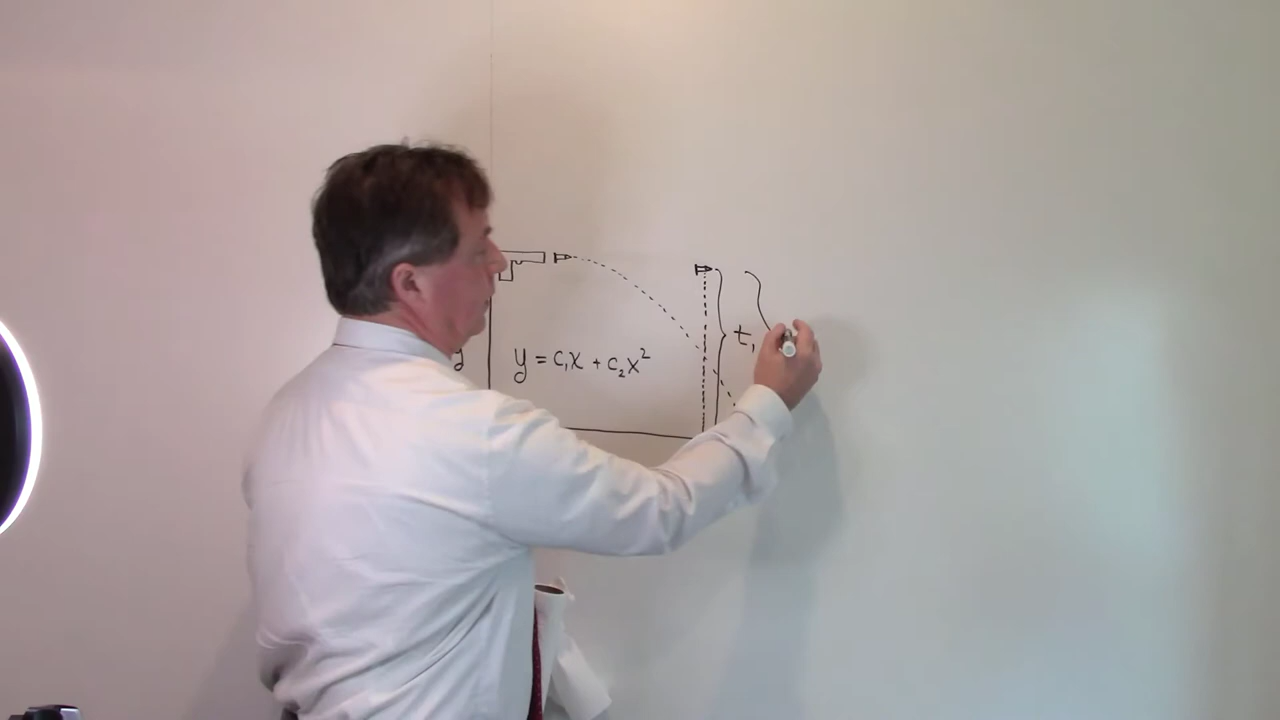 y
y = c₁x + c₂x²
t₁